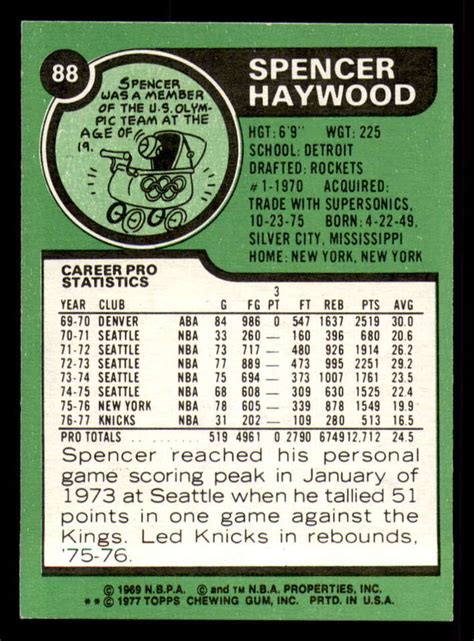 88
SPENCER
HAYWOOD
SPENCER
WAS A MEMBER
OF THE U.S. OLYM-
PIC TEAM AT THE
AGE OF
19.
HGT: 6'9" WGT: 225
SCHOOL: DETROIT
DRAFTED: ROCKETS
#1-1970 ACQUIRED:
TRADE WITH SUPERSONICS,
10-23-75 BORN: 4-22-49,
SILVER CITY, MISSISSIPPI
HOME: NEW YORK, NEW YORK
CAREER PRO
STATISTICS
YEAR CLUB G FG 3 PT FT REB PTS AVG
69-70 DENVER ABA 84 986 0 547 1637 2519 30.0
70-71 SEATTLE NBA 33 260 — 160 396 680 20.6
71-72 SEATTLE NBA 73 717 — 480 926 1914 26.2
72-73 SEATTLE NBA 77 889 — 473 995 2251 29.2
73-74 SEATTLE NBA 75 694 — 373 1007 1761 23.5
74-75 SEATTLE NBA 68 608 — 309 630 1525 22.4
75-76 NEW YORK NBA 78 605 — 339 878 1549 19.9
76-77 KNICKS NBA 31 202 — 109 280 513 16.5
PRO TOTALS 519 4961 0 2790 6749 12,712 24.5
Spencer reached his personal
game scoring peak in January of
1973 at Seattle when he tallied 51
points in one game against the
Kings. Led Knicks in rebounds,
'75-76.
© 1969 N.B.P.A. © and ™ N.B.A. PROPERTIES, INC.
** © 1977 TOPPS CHEWING GUM, INC. PRTD. IN U.S.A.